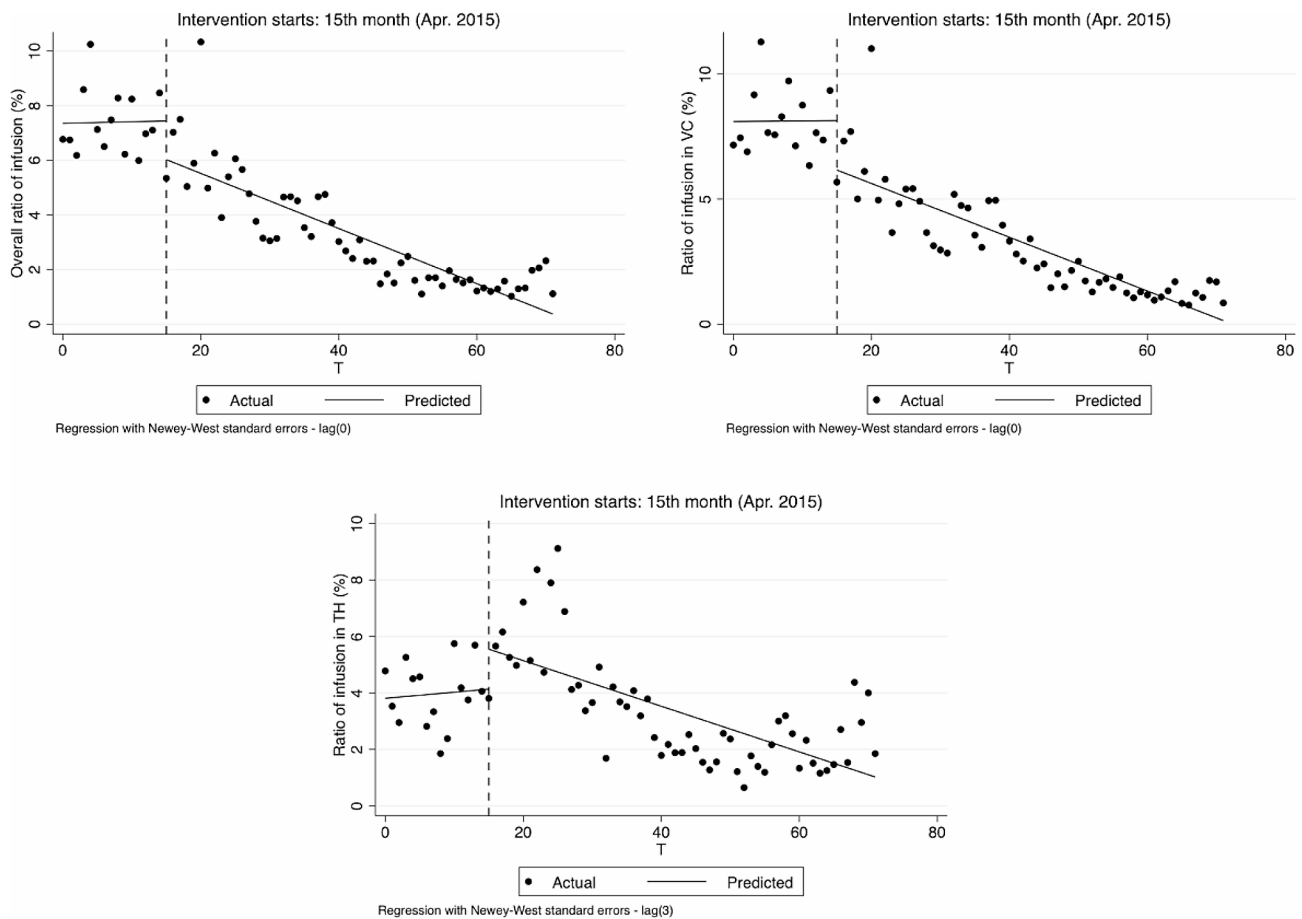 Intervention starts: 15th month (Apr. 2015)
Overall ratio of infusion (%)
10
8
6
4
2
0
0 20 40 60 80
T
Actual Predicted
Regression with Newey-West standard errors - lag(0)
Intervention starts: 15th month (Apr. 2015)
Ratio of infusion in VC (%)
10
5
0
0 20 40 60 80
T
Actual Predicted
Regression with Newey-West standard errors - lag(0)
Intervention starts: 15th month (Apr. 2015)
Ratio of infusion in TH (%)
10
8
6
4
2
0
0 20 40 60 80
T
Actual Predicted
Regression with Newey-West standard errors - lag(3)